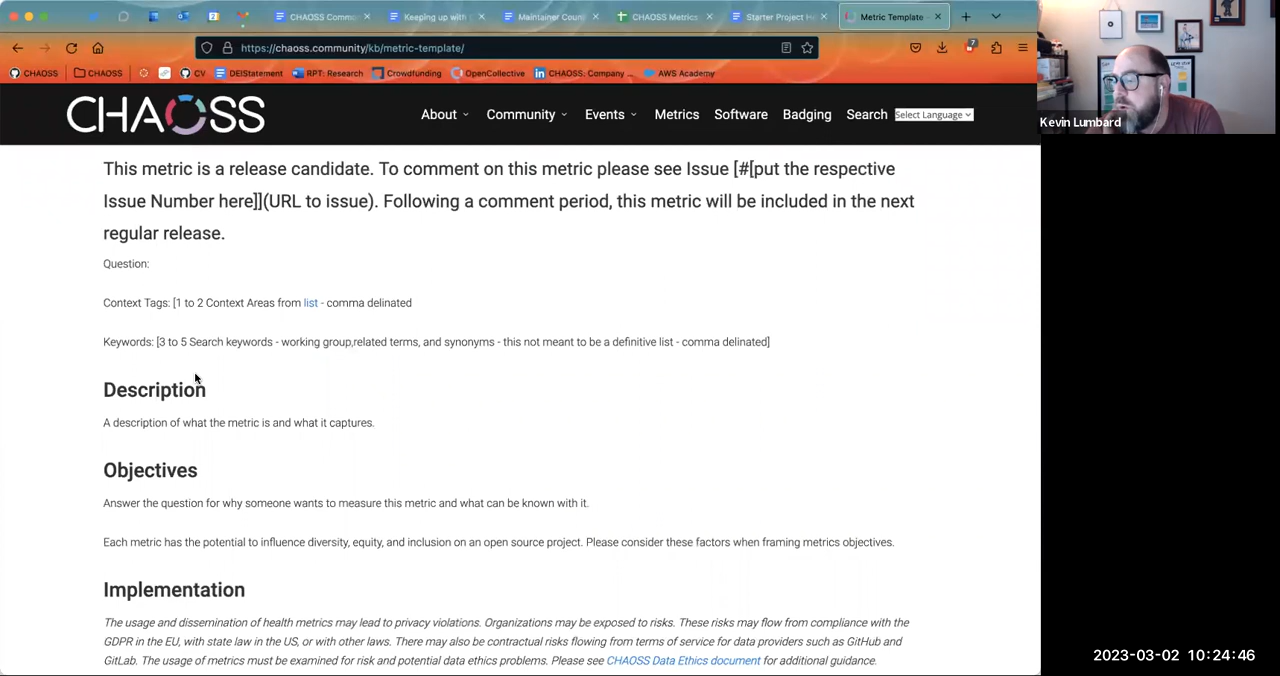 CHAOSS Comm
Keeping up with
Maintainer Coun
CHAOSS Metrics
Starter Project He
Metric Template -
https://chaoss.community/kb/metric-template/
7
CHAOSS
CHAOSS
CV
DEIStatement
RPT: Research
Crowdfunding
OpenCollective
CHAOSS: Company ...
AWS Academy
Kevin Lumbard
CHAOSS
About
Community
Events
Metrics
Software
Badging
Search
Select Language
This metric is a release candidate. To comment on this metric please see Issue [#[put the respective
Issue Number here]](URL to issue). Following a comment period, this metric will be included in the next
regular release.
Question:
Context Tags: [1 to 2 Context Areas from list - comma delinated
Keywords: [3 to 5 Search keywords - working group,related terms, and synonyms - this not meant to be a definitive list - comma delinated]
Description
A description of what the metric is and what it captures.
Objectives
Answer the question for why someone wants to measure this metric and what can be known with it.
Each metric has the potential to influence diversity, equity, and inclusion on an open source project. Please consider these factors when framing metrics objectives.
Implementation
The usage and dissemination of health metrics may lead to privacy violations. Organizations may be exposed to risks. These risks may flow from compliance with the
GDPR in the EU, with state law in the US, or with other laws. There may also be contractual risks flowing from terms of service for data providers such as GitHub and
GitLab. The usage of metrics must be examined for risk and potential data ethics problems. Please see CHAOSS Data Ethics document for additional guidance.
2023-03-02 10:24:46